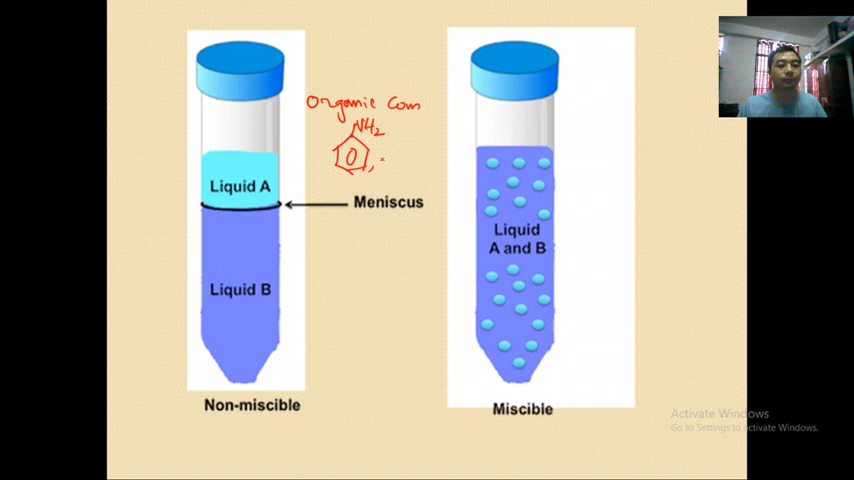 Organic Com
NH2
Liquid A
Meniscus
Liquid B
Non-miscible
Liquid
A and B
Miscible
Activate Windows
Go to Settings to activate Windows.